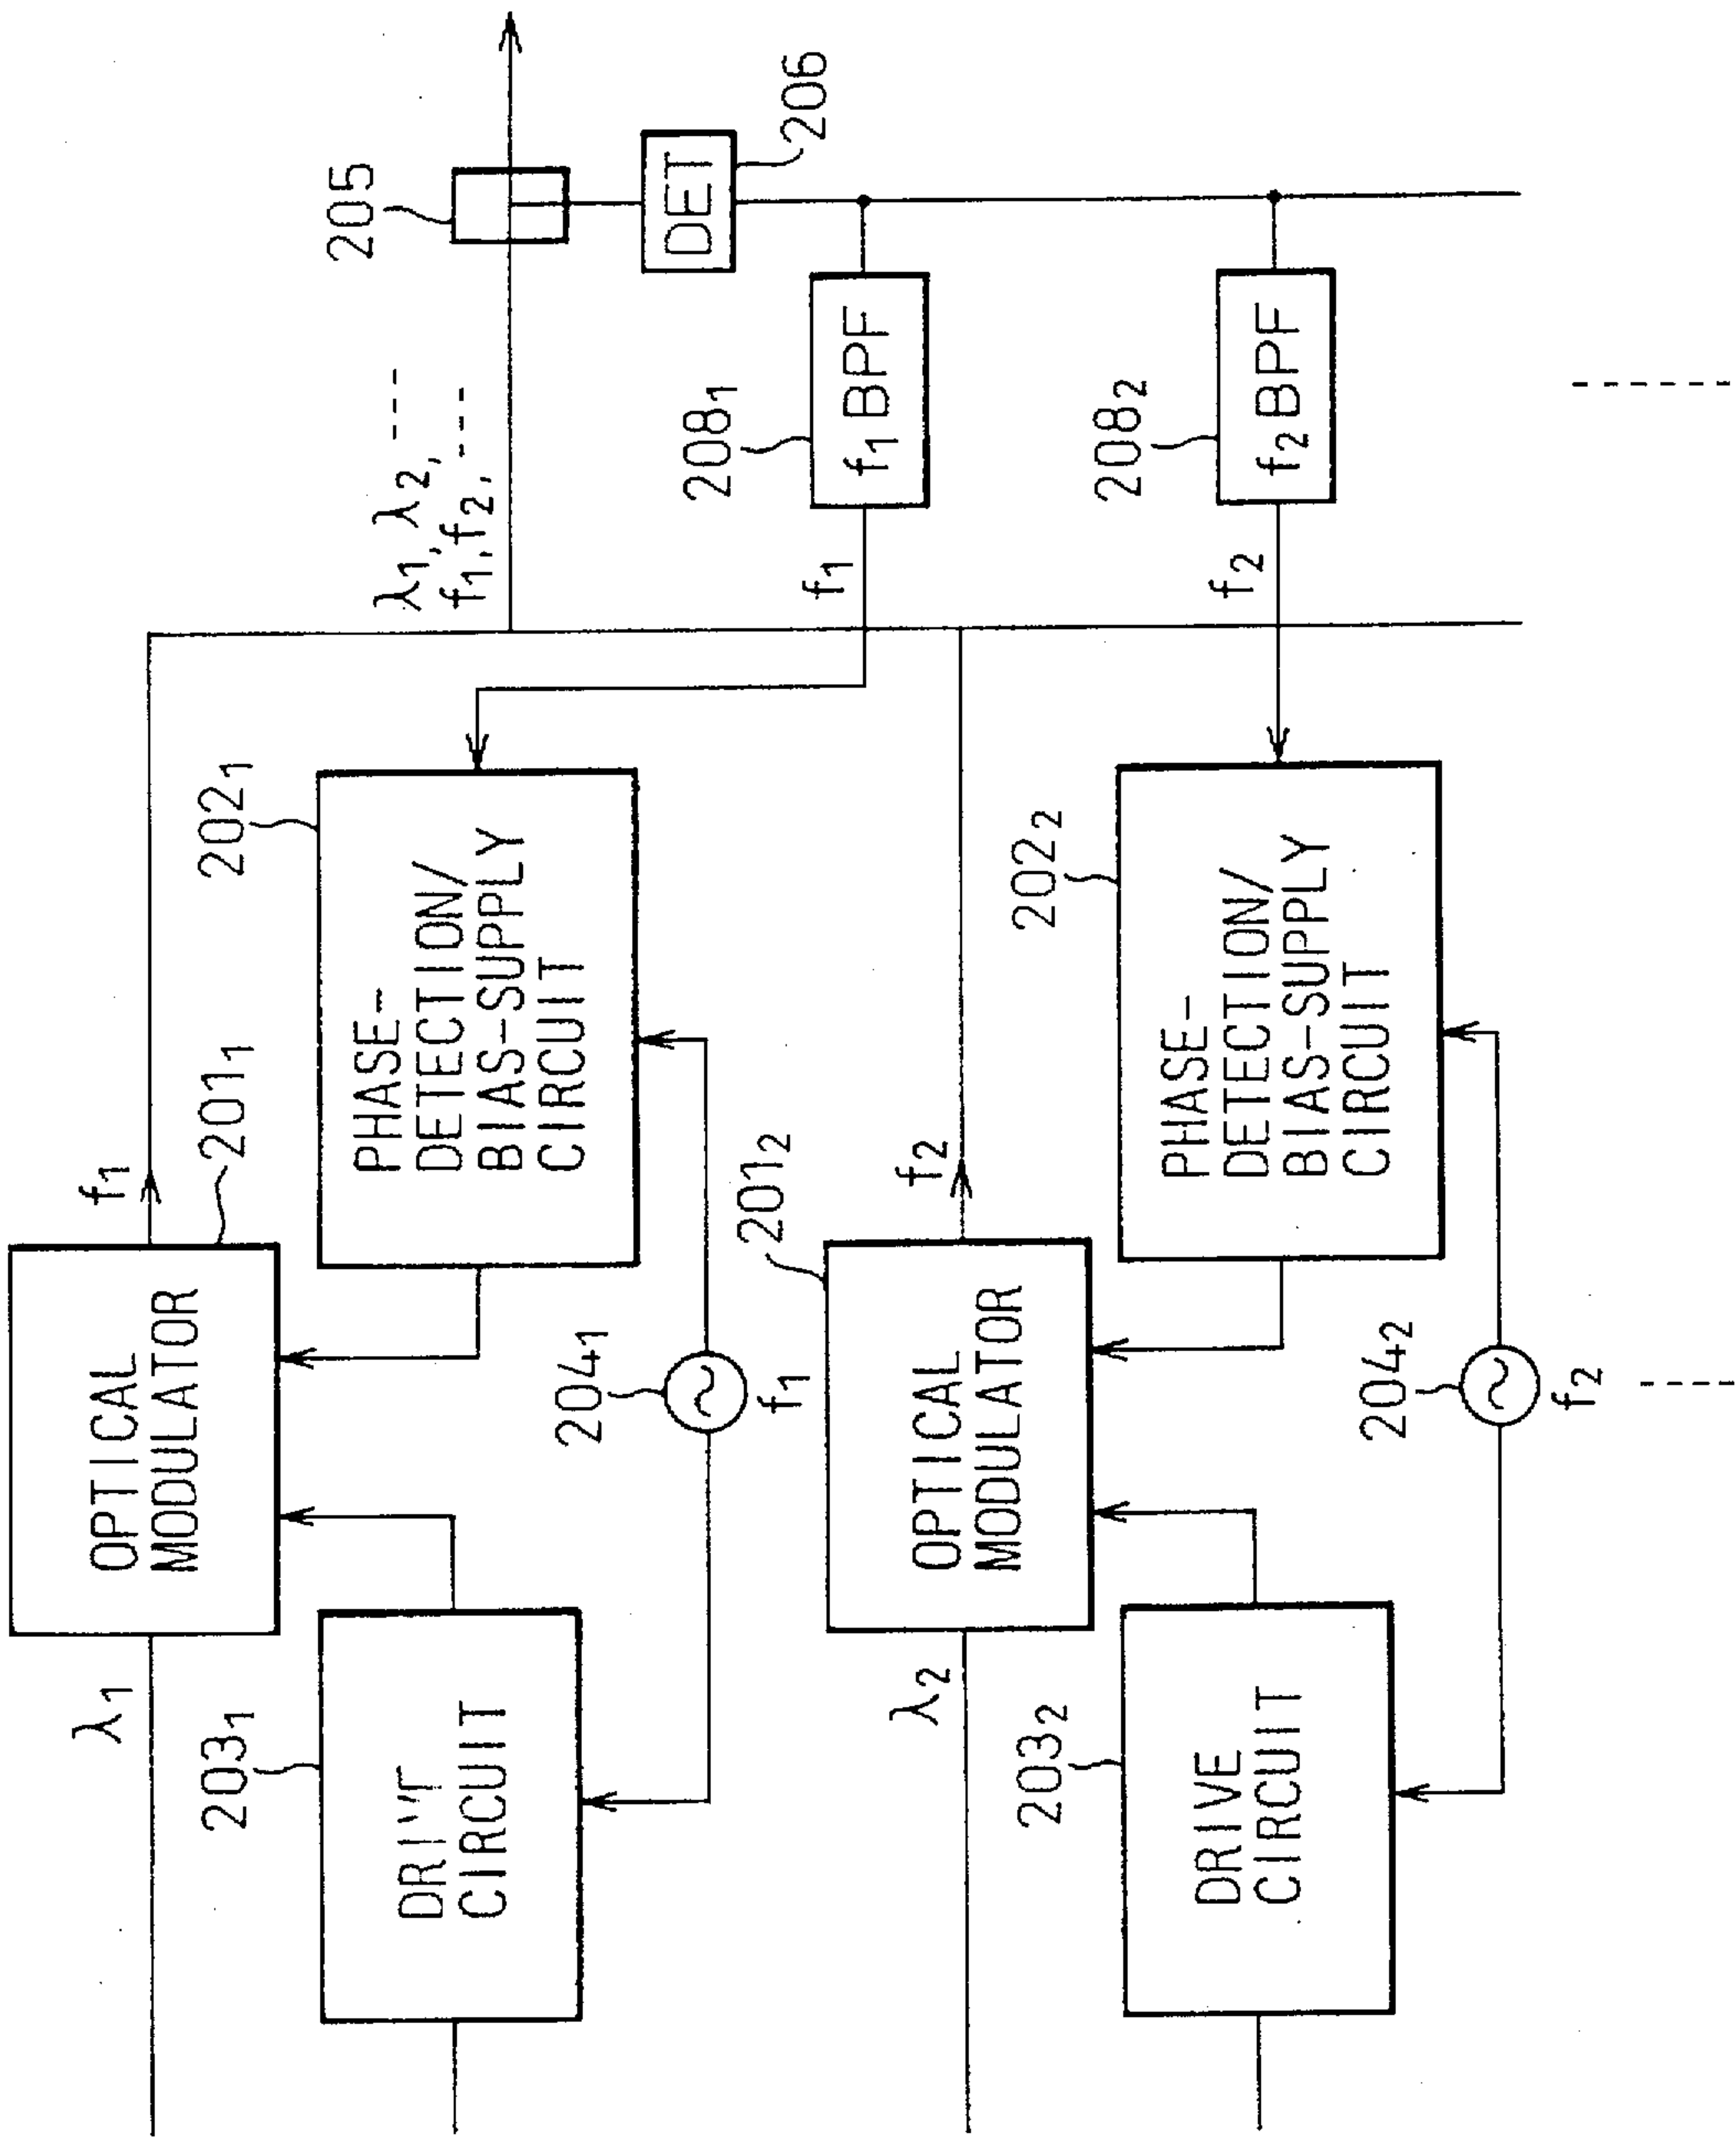 λ1
OPTICAL
MODULATOR
f1
2011
2031
CIRCUIT
2041
f1
PHASE-
DETECTION/
BIAS-SUPPLY
CIRCUIT
2021
λ1, λ2, ----
f1, f2, ----
205
DET
206
f1
2081
f1 BPF
λ2
OPTICAL
MODULATOR
2012
f2
2032
DRIVE
CIRCUIT
2042
f2
PHASE-
DETECTION/
BIAS-SUPPLY
CIRCUIT
2022
f2
2082
f2 BPF